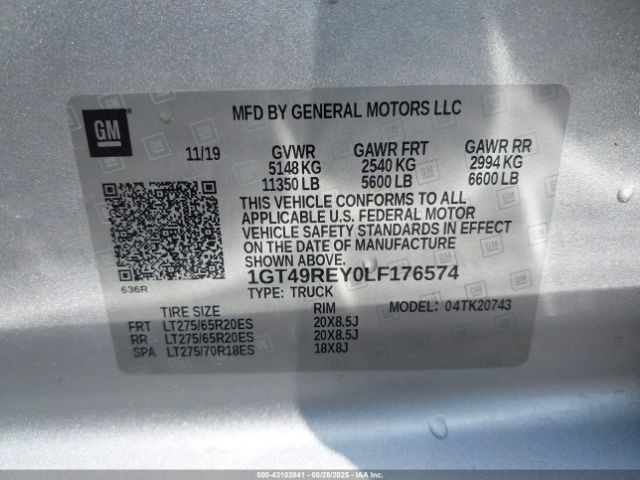 GM
MFD BY GENERAL MOTORS LLC
11/19 GVWR GAWR FRT GAWR RR
5148 KG 2540 KG 2994 KG
11350 LB 5600 LB 6600 LB
THIS VEHICLE CONFORMS TO ALL
APPLICABLE U.S. FEDERAL MOTOR
VEHICLE SAFETY STANDARDS IN EFFECT
ON THE DATE OF MANUFACTURE
SHOWN ABOVE.
636R
1GT49REY0LF176574
TYPE: TRUCK MODEL: 04TK20743
TIRE SIZE RIM
FRT LT275/65R20ES 20X8.5J
RR LT275/65R20ES 20X8.5J
SPA LT275/70R18ES 18X8J
© IAA-43102841 - 08/28/2025 - IAAI.COM